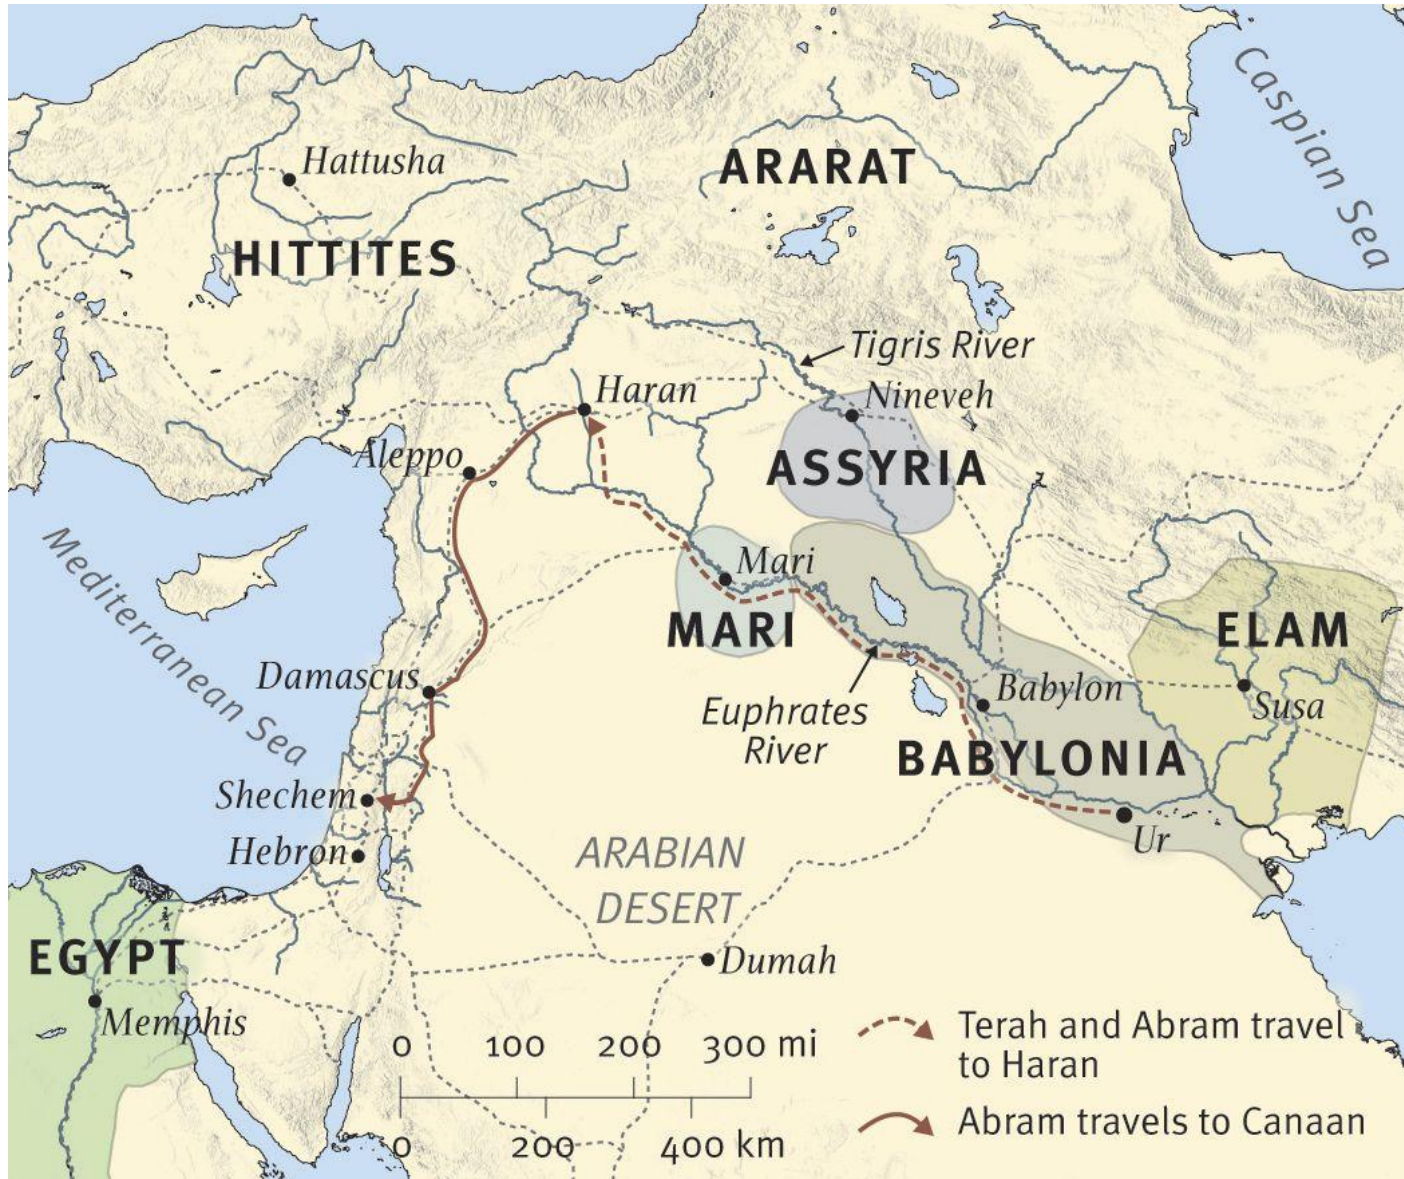 Caspian Sea
Hattusha
ARARAT
HITTITES
Tigris River
Haran
Nineveh
Aleppo
ASSYRIA
Mediterranean Sea
Mari
MARI
ELAM
Damascus
Babylon
Susa
Euphrates
River
BABYLONIA
Shechem
Ur
Hebron
ARABIAN
DESERT
EGYPT
Dumah
Memphis
0 100 200 300 mi
0 200 400 km
Terah and Abram travel
to Haran
Abram travels to Canaan